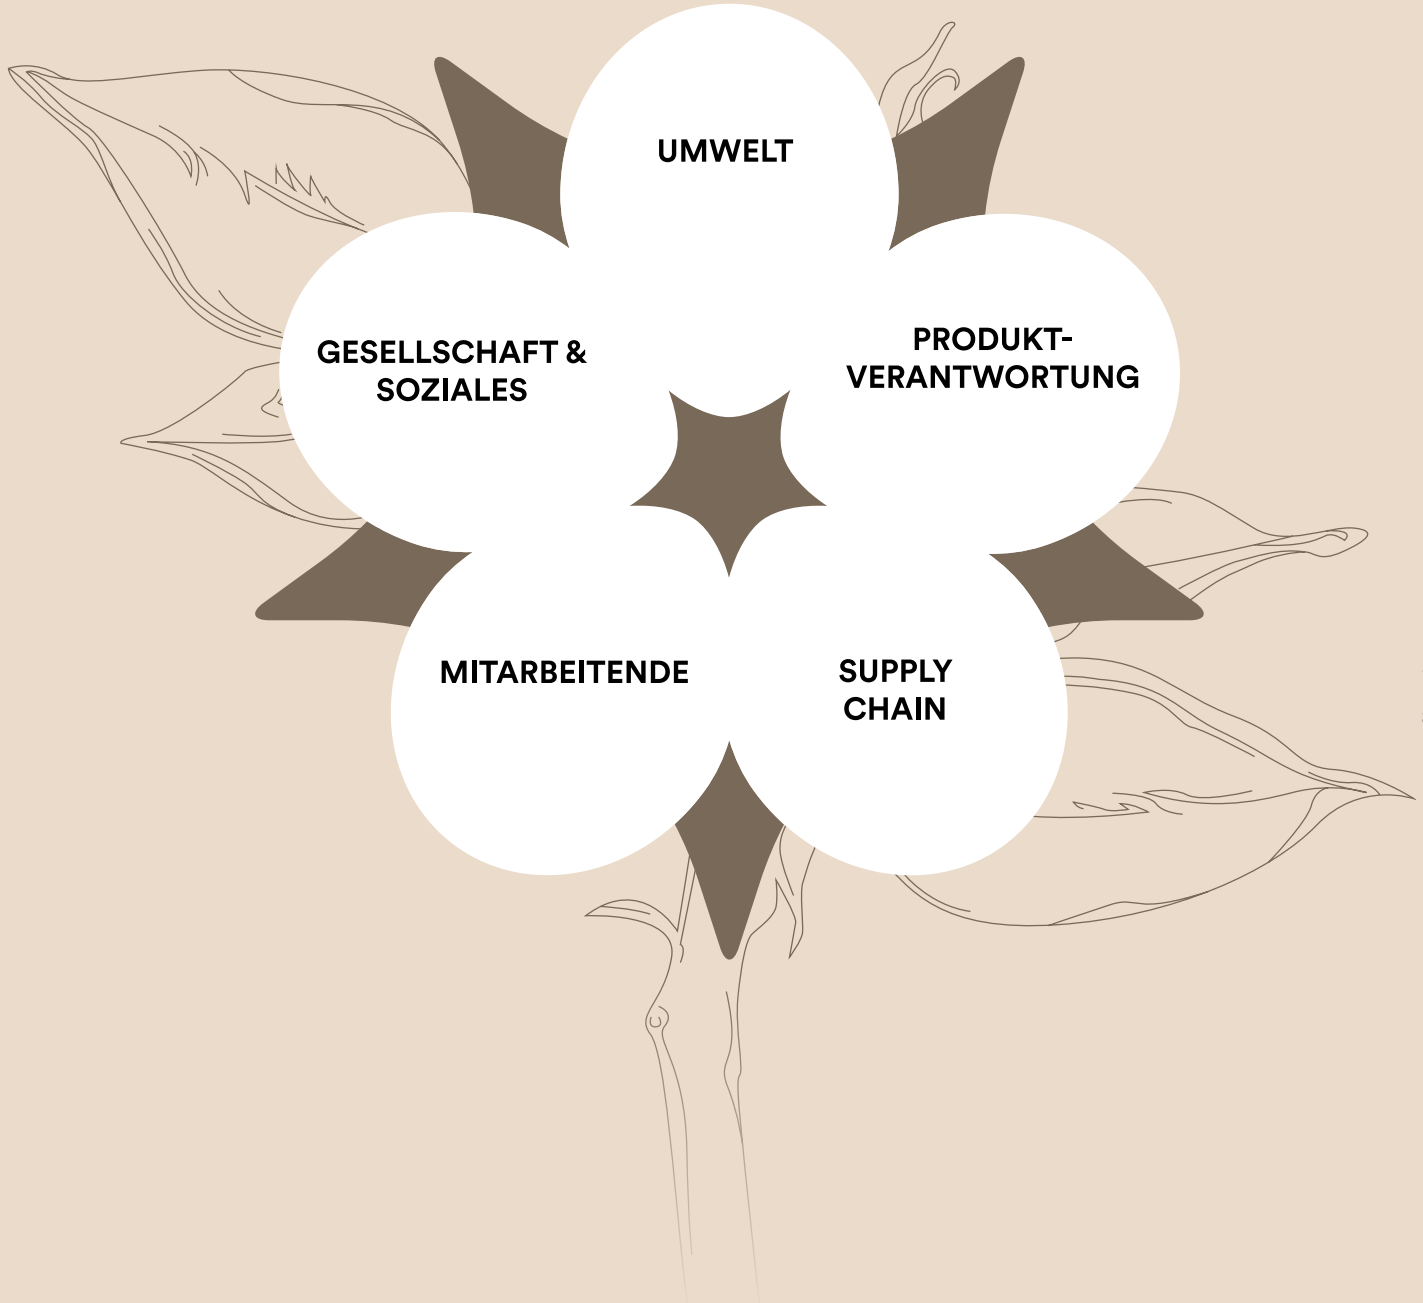 UMWELT
GESELLSCHAFT &
SOZIALES
PRODUKT-
VERANTWORTUNG
MITARBEITENDE
SUPPLY
CHAIN